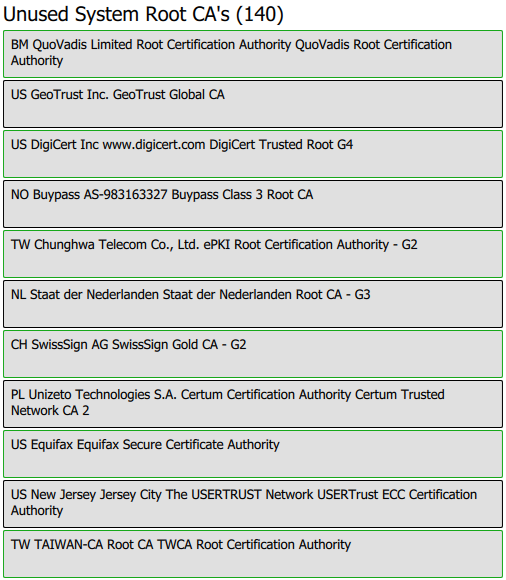 Unused System Root CA's (140)
BM QuoVadis Limited Root Certification Authority QuoVadis Root Certification
Authority
US GeoTrust Inc. GeoTrust Global CA
US DigiCert Inc www.digicert.com DigiCert Trusted Root G4
NO Buypass AS-983163327 Buypass Class 3 Root CA
TW Chunghwa Telecom Co., Ltd. ePKI Root Certification Authority - G2
NL Staat der Nederlanden Staat der Nederlanden Root CA - G3
CH SwissSign AG SwissSign Gold CA - G2
PL Unizeto Technologies S.A. Certum Certification Authority Certum Trusted
Network CA 2
US Equifax Equifax Secure Certificate Authority
US New Jersey Jersey City The USERTRUST Network USERTrust ECC Certification
Authority
TW TAIWAN-CA Root CA TWCA Root Certification Authority